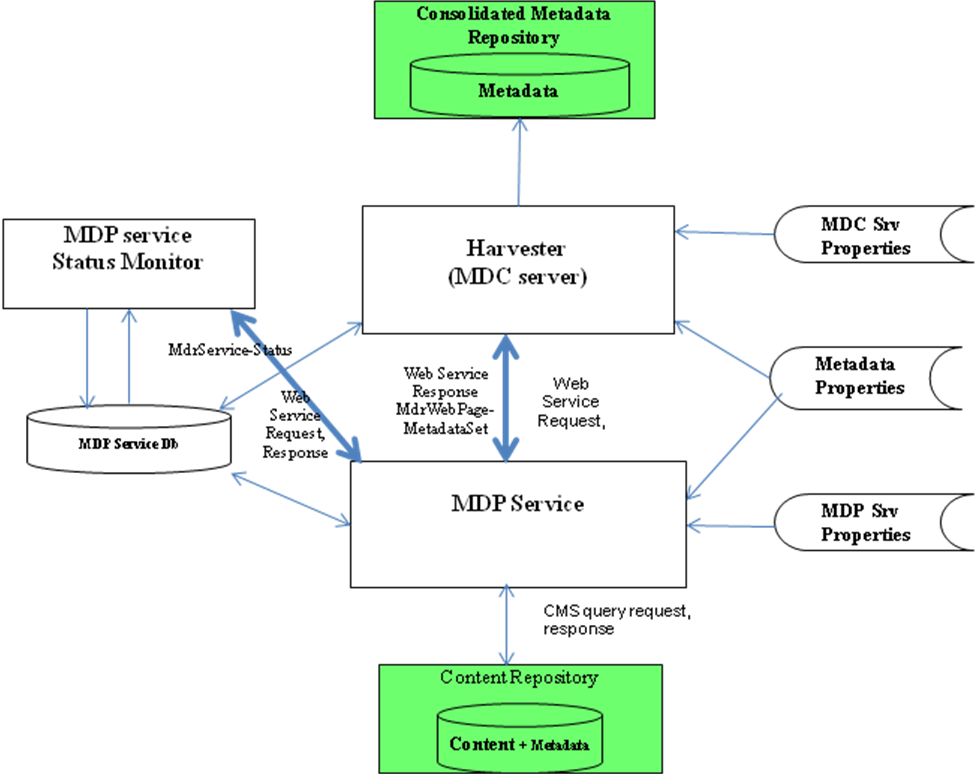 Consolidated Metadata
Repository
Metadata
MDP service
Status Monitor
Harvester
(MDC server)
MDC Srv
Properties
MdrService-Status
Web
Service
Request,
Response
Web Service
Response
MdrWebPage-
MetadataSet
Web
Service
Request,
Metadata
Properties
MDP Service Db
MDP Service
MDP Srv
Properties
CMS query request,
response
Content Repository
Content + Metadata